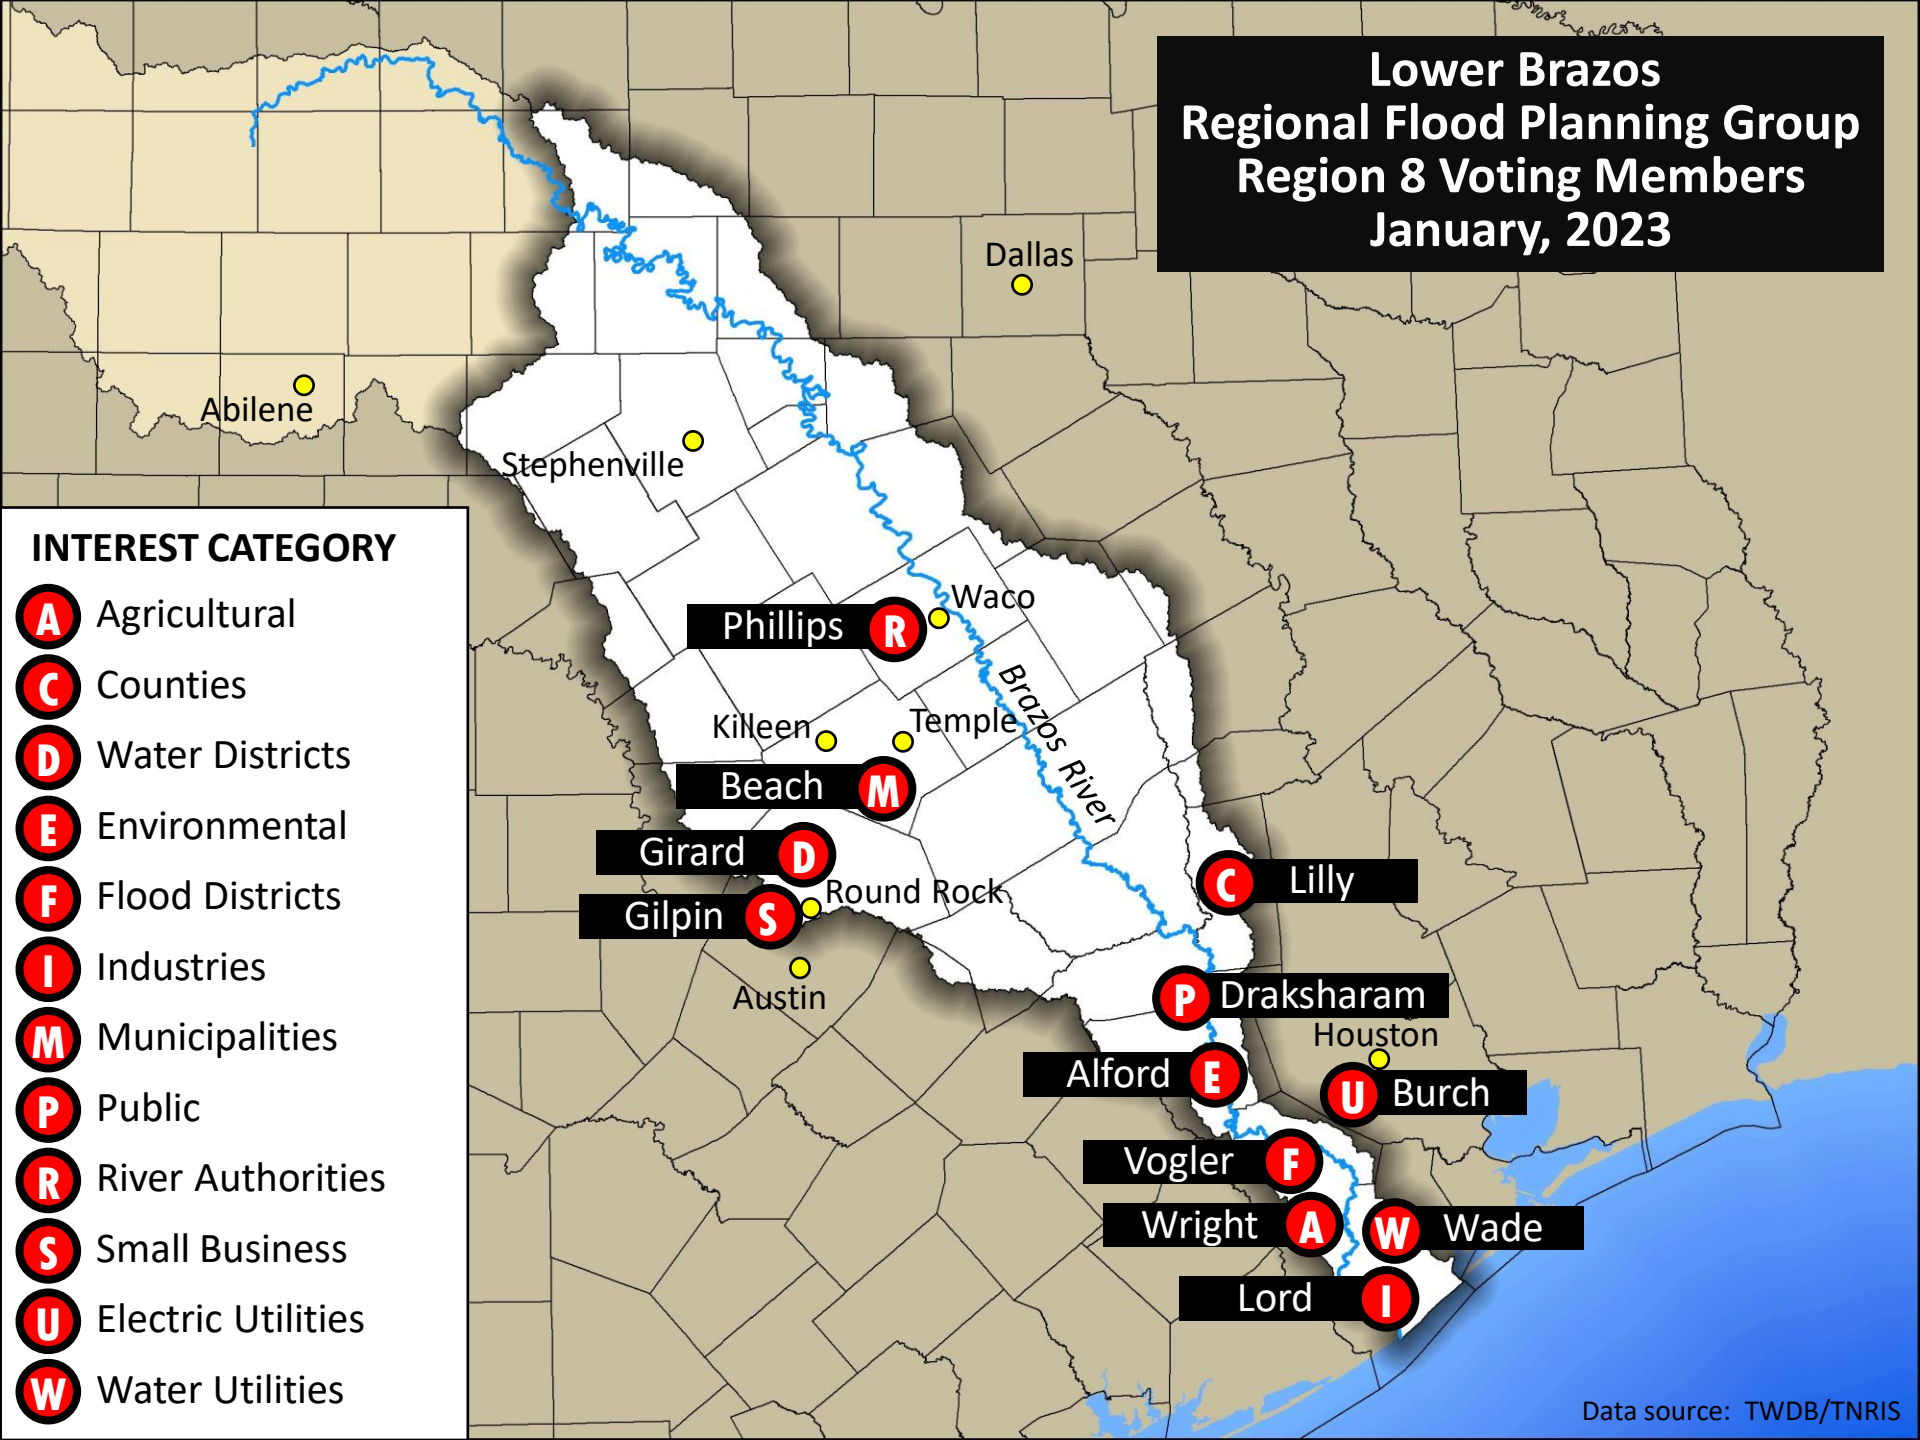 Lower Brazos
Regional Flood Planning Group
Region 8 Voting Members
January, 2023
Dallas
Abilene
Stephenville
INTEREST CATEGORY
A Agricultural
C Counties
D Water Districts
E Environmental
F Flood Districts
I Industries
M Municipalities
P Public
R River Authorities
S Small Business
U Electric Utilities
W Water Utilities
Waco
Phillips R
Brazos River
Killeen
Temple
Beach M
Girard D
Round Rock
Gilpin S
C Lilly
Austin
P Draksharam
Houston
Alford E
U Burch
Vogler F
Wright A
W Wade
Lord I
Data source: TWDB/TNRIS